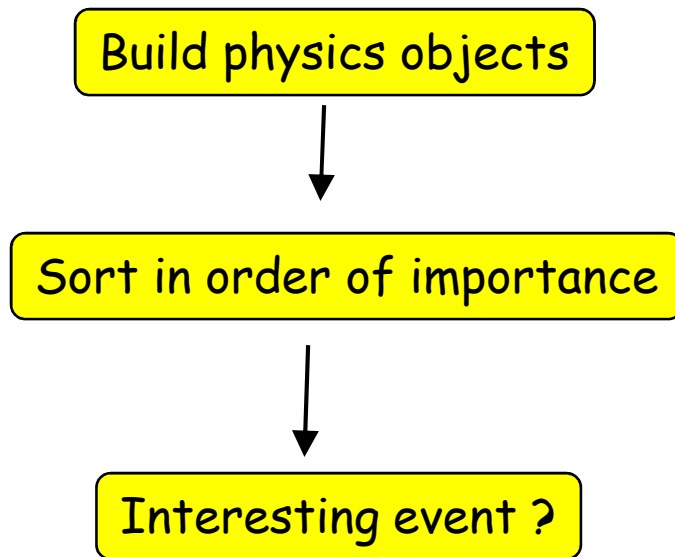 Build physics objects
Sort in order of importance
Interesting event ?